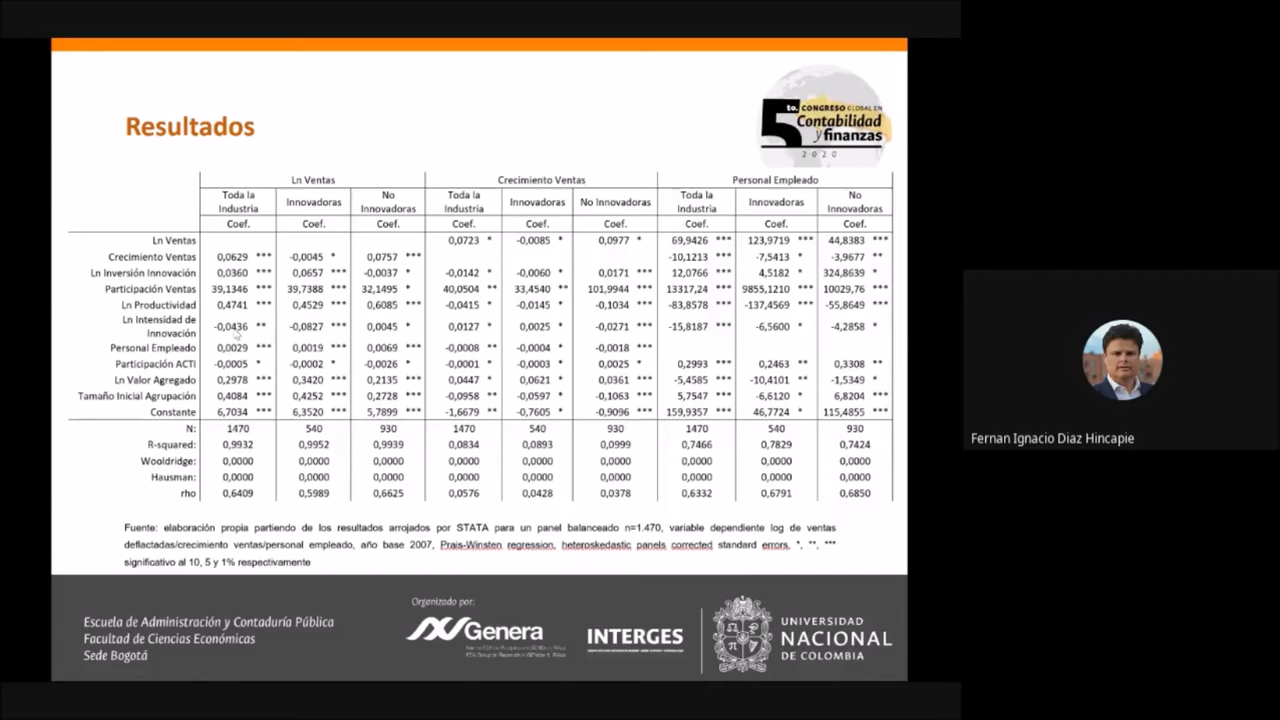 Resultados
5to. CONGRESO GLOBAL EN
Contabilidad
y finanzas
2020
Ln Ventas Crecimiento Ventas Personal Empleado
Toda la Industria Innovadoras No Innovadoras Toda la Industria Innovadoras No Innovadoras Toda la Industria Innovadoras No Innovadoras
Coef. Coef. Coef. Coef. Coef. Coef. Coef. Coef. Coef.
Ln Ventas 0,0723 * -0,0085 * 0,0977 * 69,9426 *** 123,9719 *** 44,8383 ***
Crecimiento Ventas 0,0629 *** -0,0045 * 0,0757 *** -10,1213 *** -7,5413 * -3,9677 **
Ln Inversión Innovación 0,0360 *** 0,0657 *** -0,0037 * -0,0142 * -0,0060 * 0,0171 *** 12,0766 *** 4,5182 * 324,8639 *
Participación Ventas 39,1346 *** 39,7388 *** 32,1495 * 40,0504 ** 33,4540 ** 101,9944 *** 13317,24 *** 9855,1210 *** 10029,76 ***
Ln Productividad 0,4741 *** 0,4529 *** 0,6085 *** -0,0415 * -0,0145 * -0,1034 *** -83,8578 *** -137,4569 *** -55,8649 ***
Ln Intensidad de Innovación -0,0436 ** -0,0827 *** 0,0045 * 0,0127 * 0,0025 * -0,0271 *** -15,8187 *** -6,5600 * -4,2858 *
Personal Empleado 0,0029 *** 0,0019 *** 0,0069 *** -0,0008 ** -0,0004 * -0,0018 ***
Participación ACTI -0,0005 * -0,0002 * -0,0026 * -0,0001 * -0,0003 * 0,0025 * 0,2993 *** 0,2463 ** 0,3308 **
Ln Valor Agregado 0,2978 *** 0,3420 *** 0,2135 *** 0,0447 * 0,0621 * 0,0361 *** -5,4585 *** -10,4101 ** -1,5349 *
Tamaño Inicial Agrupación 0,4084 *** 0,4252 *** 0,2728 *** -0,0958 ** -0,0597 * -0,1063 *** 5,7547 *** -6,6120 * 6,8204 ***
Constante 6,7034 *** 6,3520 *** 5,7899 *** -1,6679 ** -0,7605 * -0,9096 *** 159,9357 *** 46,7724 * 115,4855 ***
N: 1470 540 930 1470 540 930 1470 540 930
R-squared: 0,9932 0,9952 0,9939 0,0834 0,0893 0,0999 0,7466 0,7829 0,7424
Wooldridge: 0,0000 0,0000 0,0000 0,0000 0,0000 0,0000 0,0000 0,0000 0,0000
Hausman: 0,0000 0,0000 0,0000 0,0000 0,0000 0,0000 0,0000 0,0000 0,0000
rho 0,6409 0,5989 0,6625 0,0576 0,0428 0,0378 0,6332 0,6791 0,6850
Fuente: elaboración propia partiendo de los resultados arrojados por STATA para un panel balanceado n=1.470, variable dependiente log de ventas
deflactadas/crecimiento ventas/personal empleado, año base 2007, Prais-Winsten regression, heteroskedastic panels corrected standard errors, *, **, ***
significativo al 10, 5 y 1% respectivamente
Escuela de Administración y Contaduría Pública
Facultad de Ciencias Económicas
Sede Bogotá
Organizado por:
Genera
INTERGES
UNIVERSIDAD
NACIONAL
DE COLOMBIA
Fernan Ignacio Diaz Hincapie